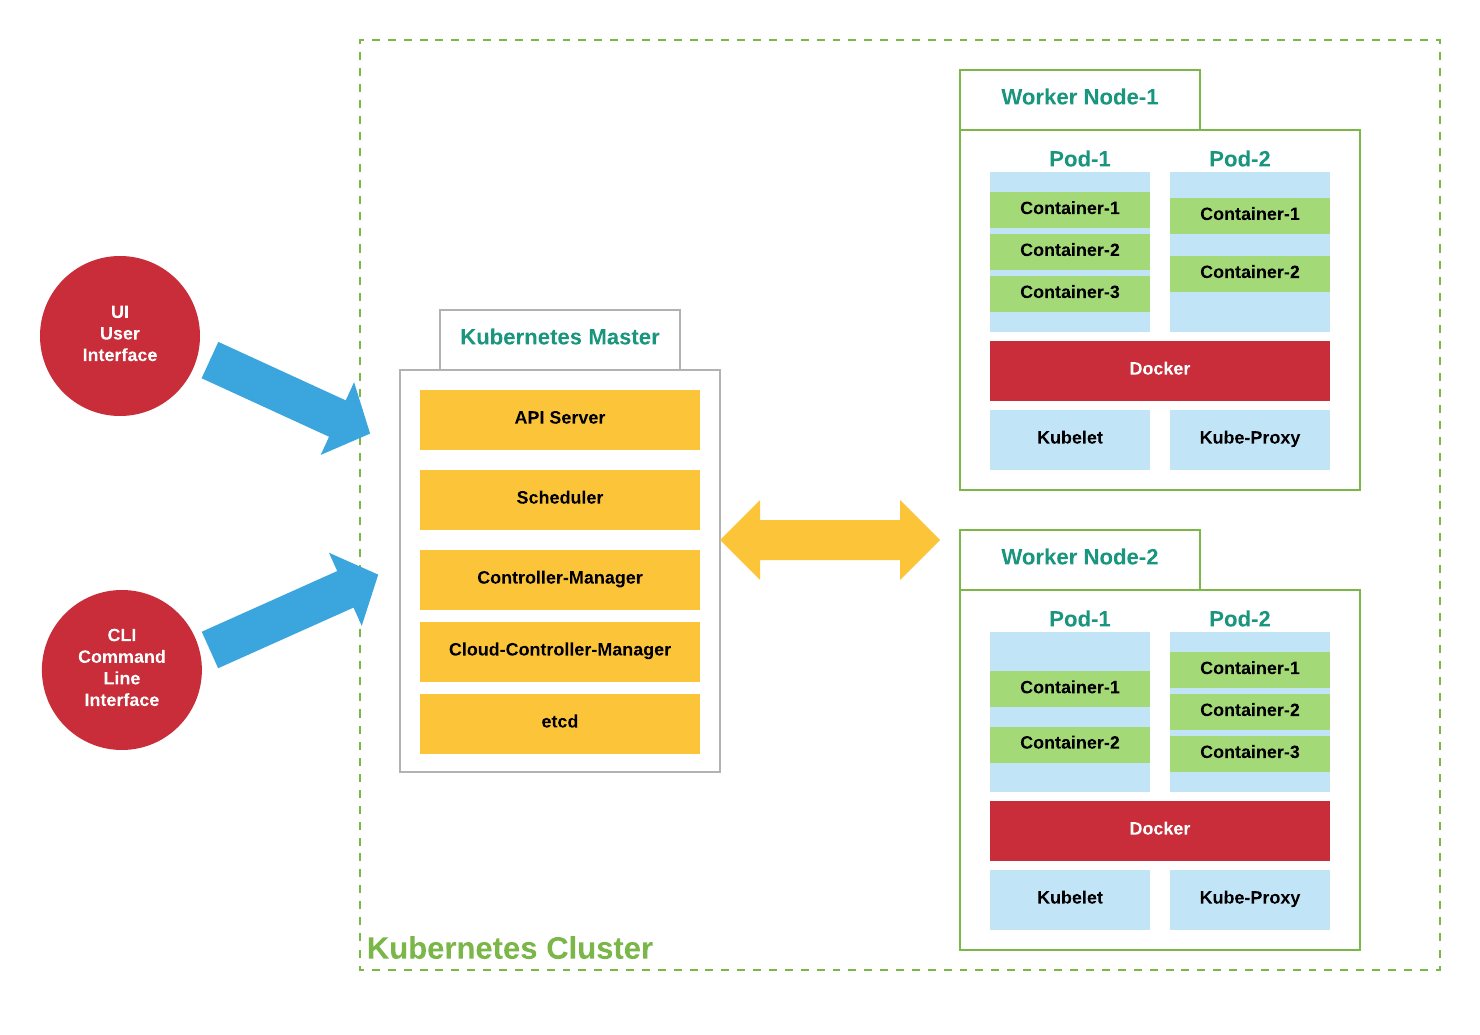 UI
User
Interface
CLI
Command
Line
Interface
Kubernetes Master
API Server
Scheduler
Controller-Manager
Cloud-Controller-Manager
etcd
Worker Node-1
Pod-1
Container-1
Container-2
Container-3
Pod-2
Container-1
Container-2
Docker
Kubelet
Kube-Proxy
Worker Node-2
Pod-1
Container-1
Container-2
Pod-2
Container-1
Container-2
Container-3
Docker
Kubelet
Kube-Proxy
Kubernetes Cluster